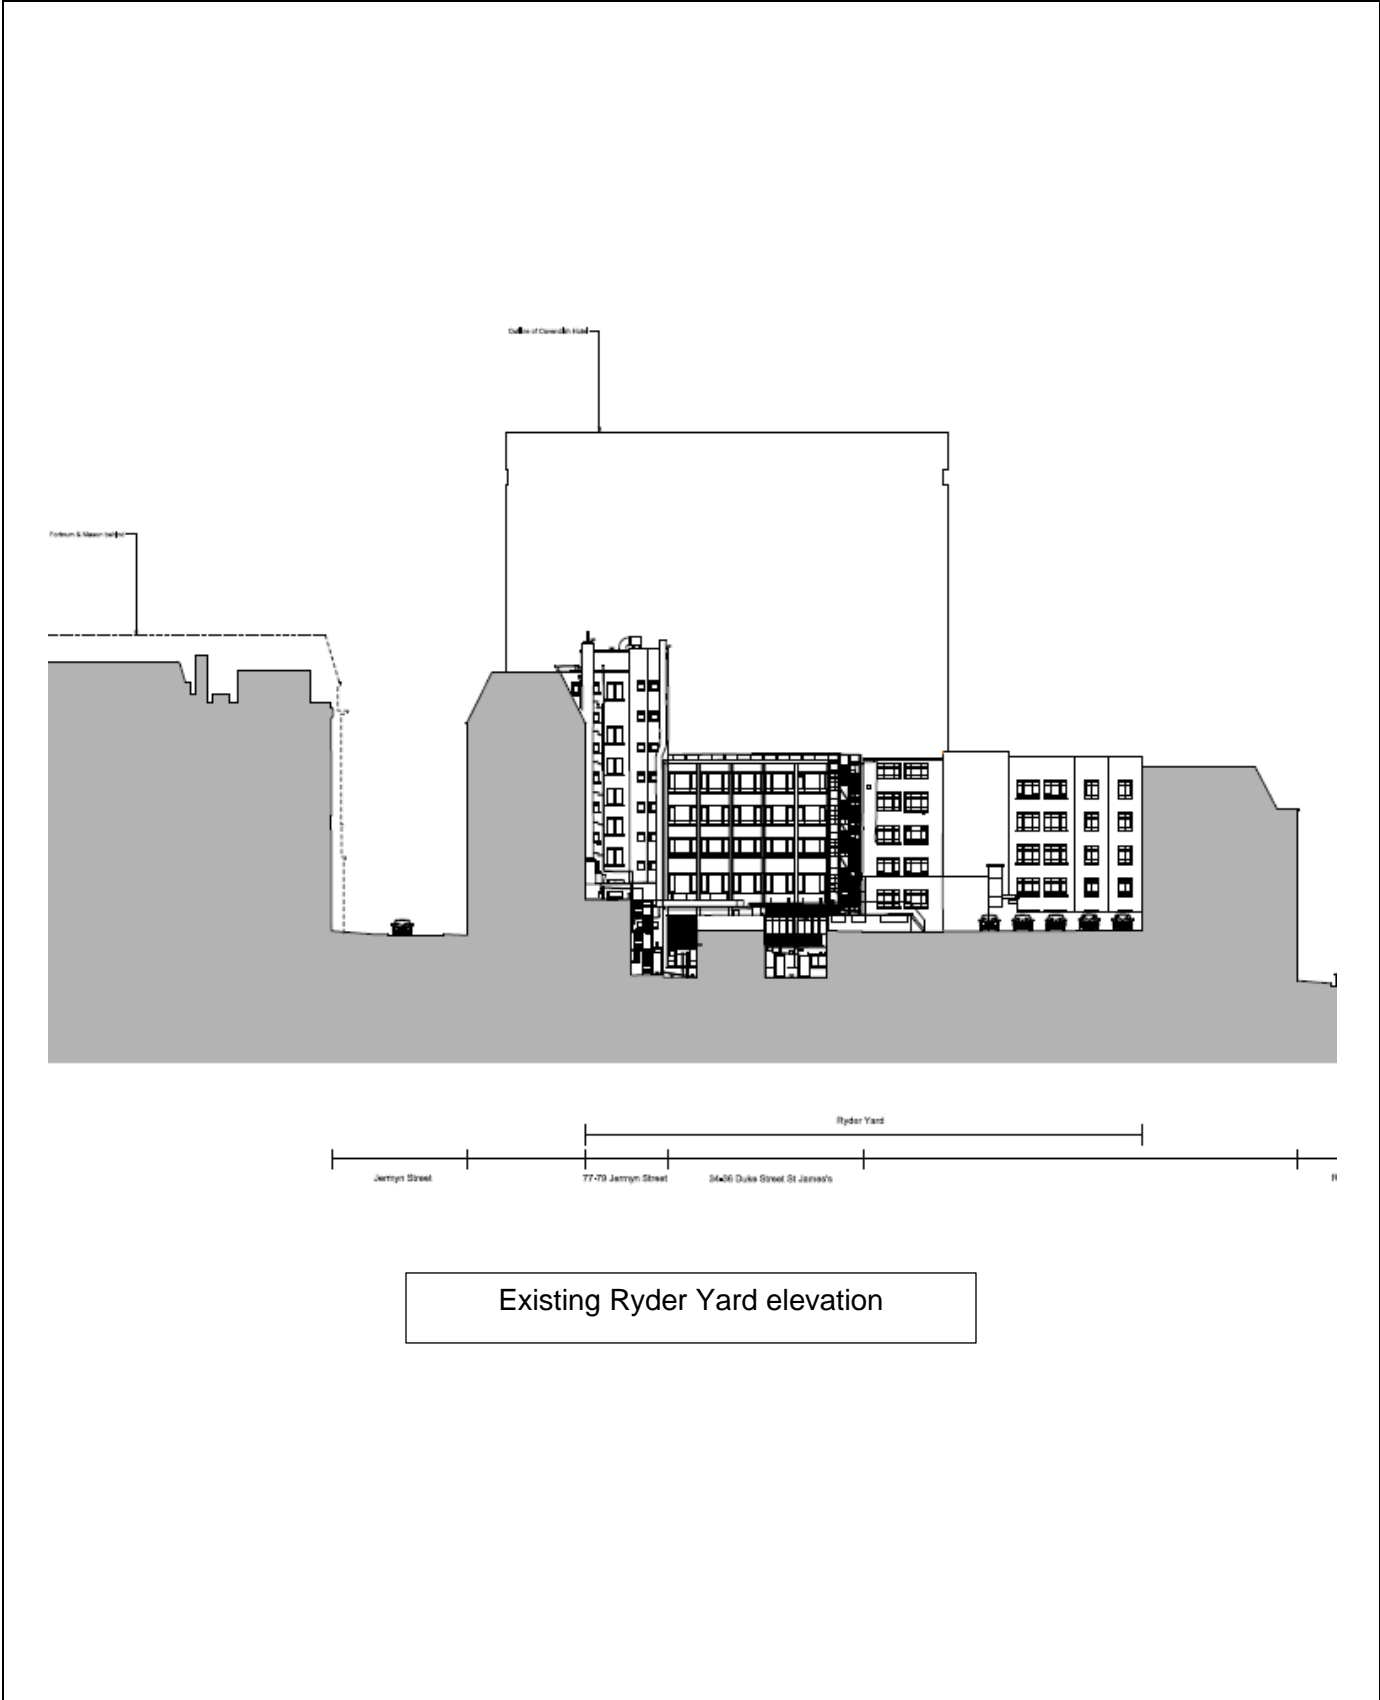 Outline of Cavendish Hotel
Fortnum & Mason behind
Ryder Yard
Jermyn Street
77-79 Jermyn Street
34-36 Duke Street St James's
R
Existing Ryder Yard elevation